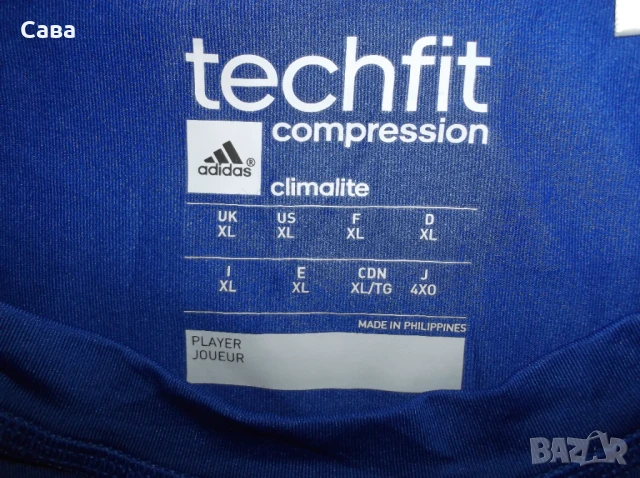 Сава
techfit
compression
adidas®
climalite
UK US F D
XL XL XL XL
I E CDN J
XL XL XL/TG 4XO
MADE IN PHILIPPINES
PLAYER
JOUEUR
BAZAR